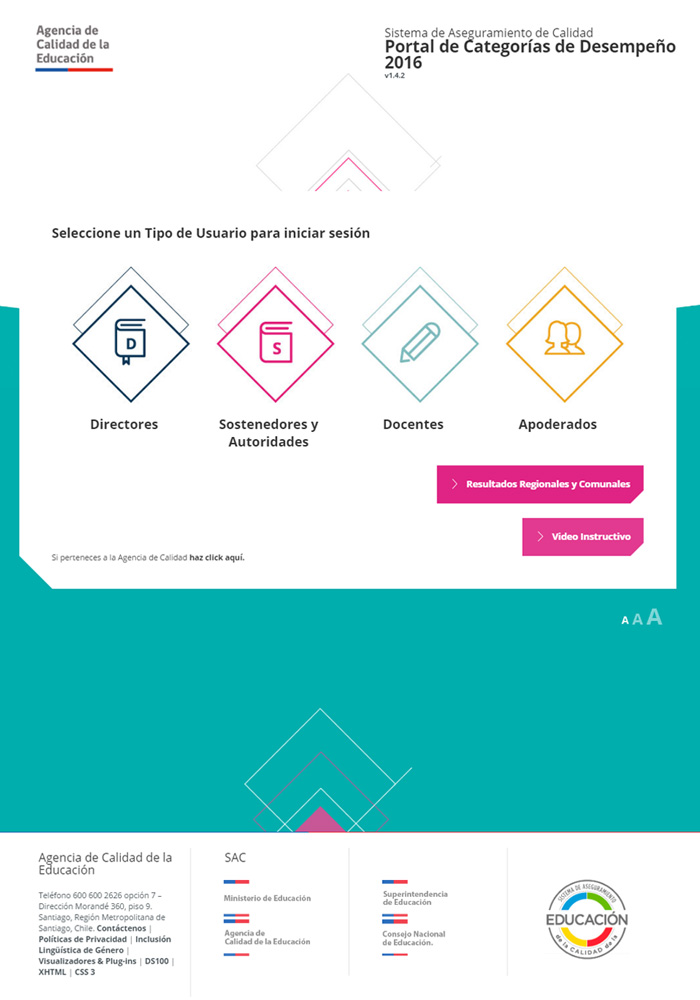 Agencia de
Calidad de la
Educación
Sistema de Aseguramiento de Calidad
Portal de Categorías de Desempeño
2016
v1.4.2
Seleccione un Tipo de Usuario para iniciar sesión
D
S
Directores
Sostenedores y
Autoridades
Docentes
Apoderados
Resultados Regionales y Comunales
Video Instructivo
Si perteneces a la Agencia de Calidad haz click aquí.
A A A
Agencia de Calidad de la
Educación
Teléfono 600 600 2626 opción 7 –
Dirección Morandé 360, piso 9.
Santiago, Región Metropolitana de
Santiago, Chile. Contáctenos |
Políticas de Privacidad | Inclusión
Lingüística de Género |
Visualizadores & Plug-ins | DS100 |
XHTML | CSS 3
SAC
Ministerio de Educación
Agencia de
Calidad de la Educación
Superintendencia
de Educación
Consejo Nacional
de Educación.
SISTEMA DE ASEGURAMIENTO
EDUCACIÓN
de la CALIDAD de la